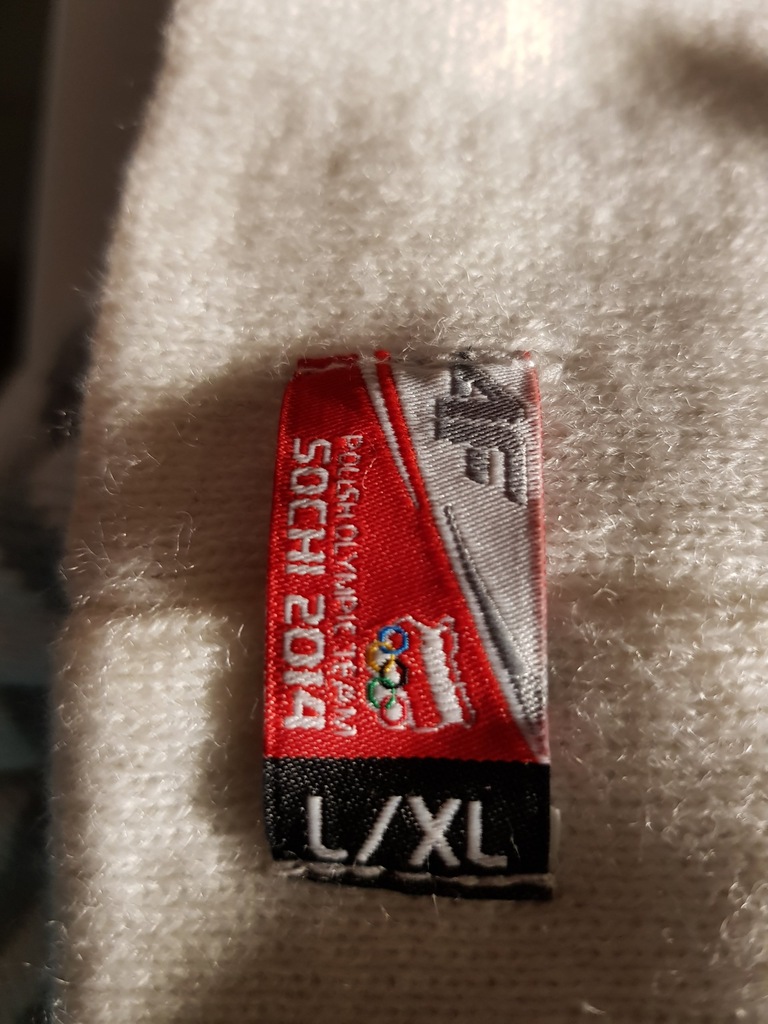 4F
POLISH OLYMPIC TEAM
SOCHI 2014
L/XL